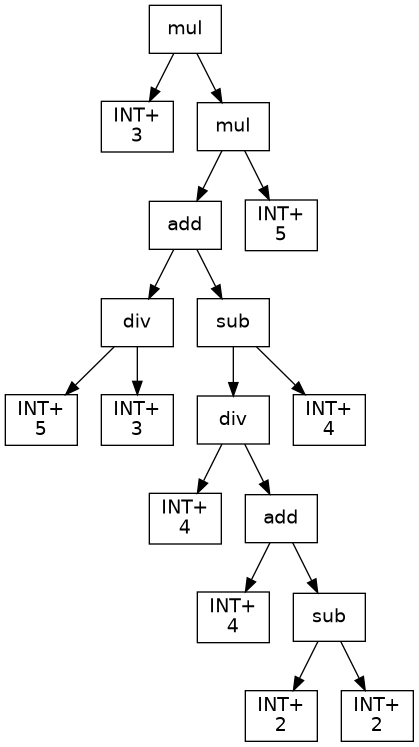 mul
INT+
3
mul
add
INT+
5
div
sub
INT+
5
INT+
3
div
INT+
4
INT+
4
add
INT+
4
sub
INT+
2
INT+
2